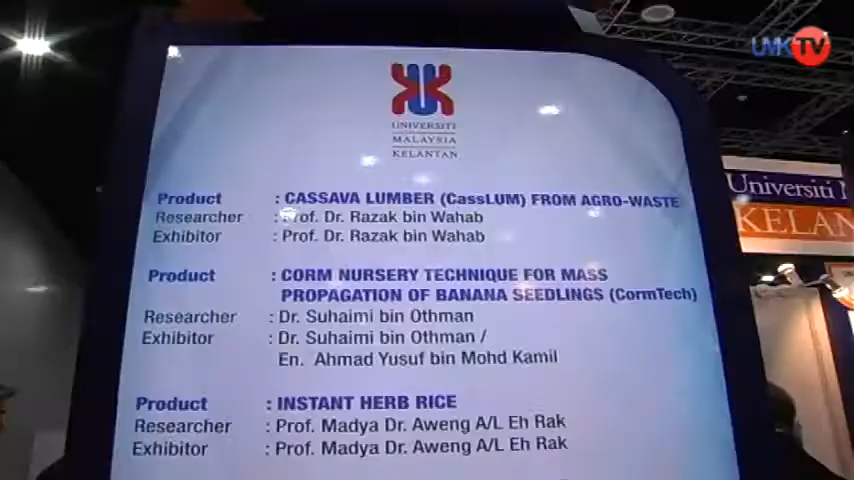 UMKTV
UNIVERSITI
MALAYSIA
KELANTAN
Product : CASSAVA LUMBER (CassLUM) FROM AGRO-WASTE
Researcher : Prof. Dr. Razak bin Wahab
Exhibitor : Prof. Dr. Razak bin Wahab
Product : CORM NURSERY TECHNIQUE FOR MASS
PROPAGATION OF BANANA SEEDLINGS (CormTech)
Researcher : Dr. Suhaimi bin Othman
Exhibitor : Dr. Suhaimi bin Othman /
En. Ahmad Yusuf bin Mohd Kamil
Product : INSTANT HERB RICE
Researcher : Prof. Madya Dr. Aweng A/L Eh Rak
Exhibitor : Prof. Madya Dr. Aweng A/L Eh Rak
Universiti
KELAN